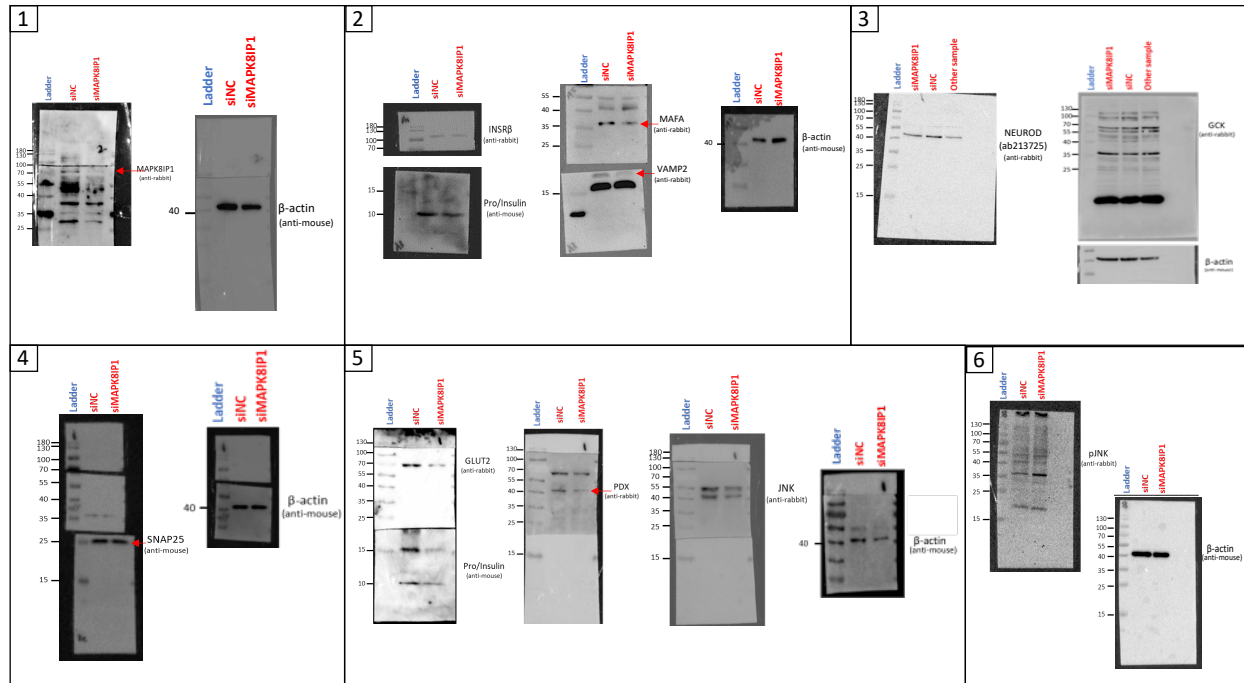 1
Ladder
siNC
siMAPK8IP1
180
130
100
70
55
40
35
25
MAPK8IP1
(anti-rabbit)
Ladder
siNC
siMAPK8IP1
40
β-actin
(anti-mouse)
2
Ladder
siNC
siMAPK8IP1
180
130
100
70
INSRβ
(anti-rabbit)
15
10
Pro/Insulin
(anti-mouse)
Ladder
siNC
siMAPK8IP1
55
40
35
25
15
MAFA
(anti-rabbit)
VAMP2
(anti-rabbit)
Ladder
siNC
siMAPK8IP1
40
β-actin
(anti-mouse)
3
Ladder
siMAPK8IP1
siNC
Other sample
130
100
70
55
50
40
35
25
15
NEUROD
(ab213725)
(anti-rabbit)
Ladder
siMAPK8IP1
siNC
Other sample
130
100
70
55
40
35
25
15
GCK
(anti-rabbit)
β-actin
(anti-mouse)
4
Ladder
siNC
siMAPK8IP1
180
130
100
70
55
40
35
25
15
SNAP25
(anti-mouse)
Ladder
siNC
siMAPK8IP1
40
β-actin
(anti-mouse)
5
Ladder
siNC
siMAPK8IP1
130
100
70
55
40
35
25
15
10
GLUT2
(anti-rabbit)
Pro/Insulin
(anti-mouse)
Ladder
siNC
siMAPK8IP1
180
130
100
70
55
40
35
25
15
PDX
(anti-rabbit)
Ladder
siNC
siMAPK8IP1
180
130
100
70
55
40
35
25
15
JNK
(anti-rabbit)
Ladder
siNC
siMAPK8IP1
40
β-actin
(anti-mouse)
6
Ladder
siNC
siMAPK8IP1
130
100
70
55
50
40
35
25
15
pJNK
(anti-rabbit)
Ladder
siNC
siMAPK8IP1
130
100
70
50
40
35
25
15
β-actin
(anti-mouse)